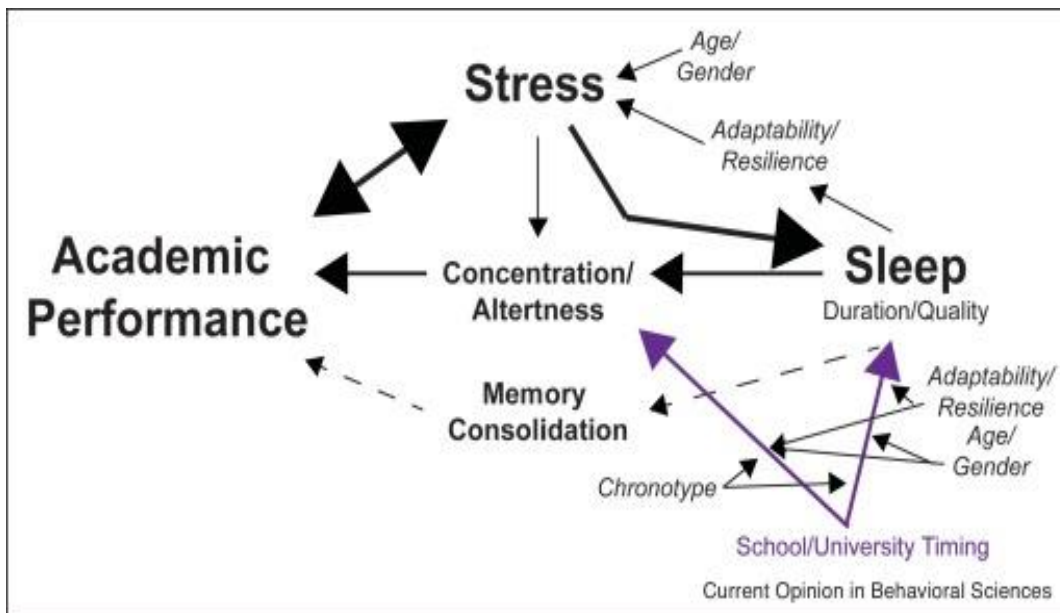 Age/
Gender
Stress
Adaptability/
Resilience
Academic
Performance
Concentration/
Altertness
Sleep
Duration/Quality
Memory
Consolidation
Adaptability/
Resilience
Age/
Gender
Chronotype
School/University Timing
Current Opinion in Behavioral Sciences